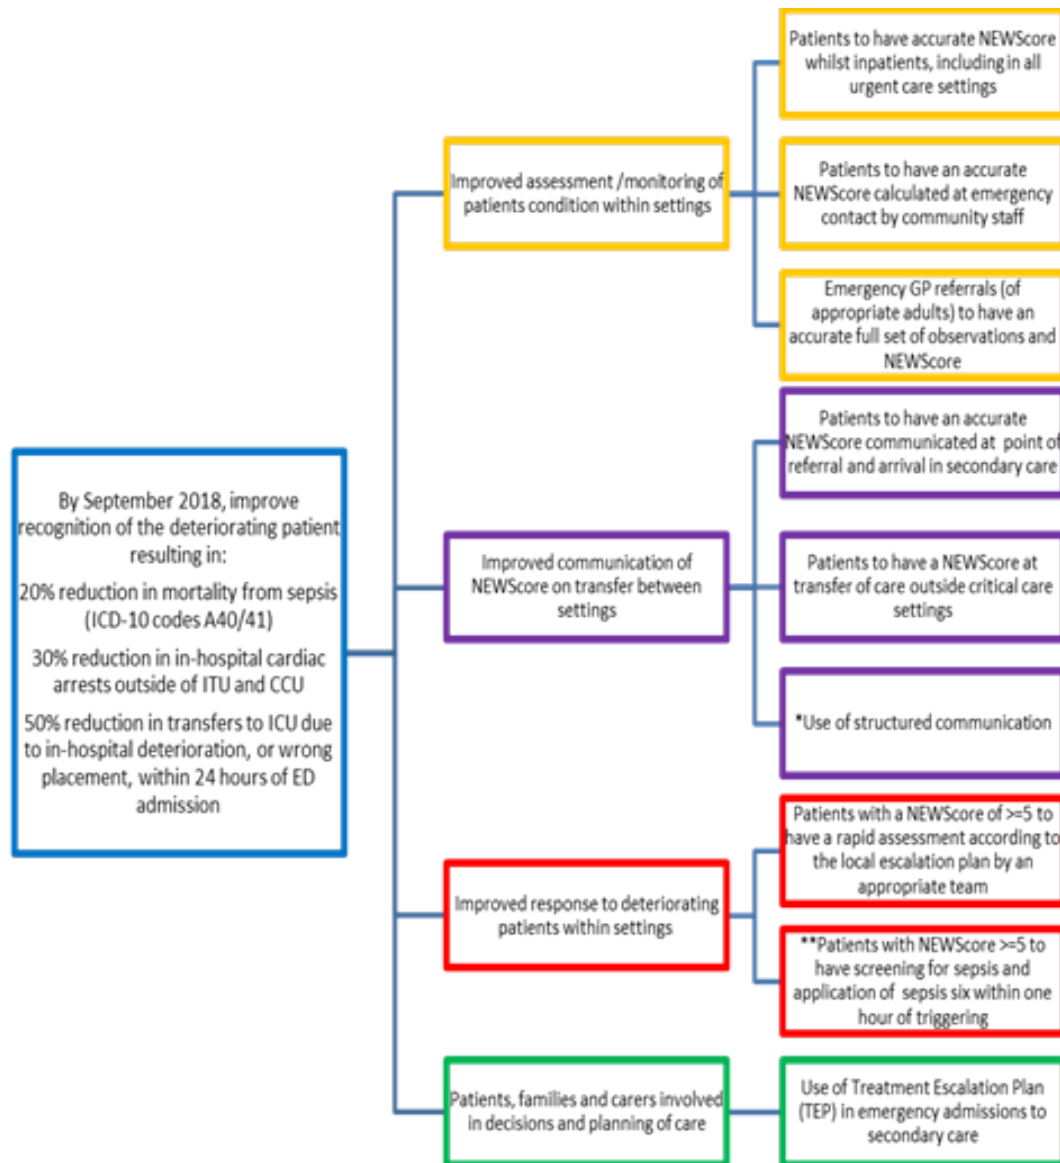 By September 2018, improve
recognition of the deteriorating patient
resulting in:
20% reduction in mortality from sepsis
(ICD-10 codes A40/41)
30% reduction in in-hospital cardiac
arrests outside of ITU and CCU
50% reduction in transfers to ICU due
to in-hospital deterioration, or wrong
placement, within 24 hours of ED
admission
Improved assessment /monitoring of
patients condition within settings
Patients to have accurate NEWScore
whilst inpatients, including in all
urgent care settings
Patients to have an accurate
NEWScore calculated at emergency
contact by community staff
Emergency GP referrals (of
appropriate adults) to have an
accurate full set of observations and
NEWScore
Improved communication of
NEWScore on transfer between
settings
Patients to have an accurate
NEWScore communicated at point of
referral and arrival in secondary care
Patients to have a NEWScore at
transfer of care outside critical care
settings
*Use of structured communication
Improved response to deteriorating
patients within settings
Patients with a NEWScore of >=5 to
have a rapid assessment according to
the local escalation plan by an
appropriate team
**Patients with NEWScore >=5 to
have screening for sepsis and
application of sepsis six within one
hour of triggering
Patients, families and carers involved
in decisions and planning of care
Use of Treatment Escalation Plan
(TEP) in emergency admissions to
secondary care